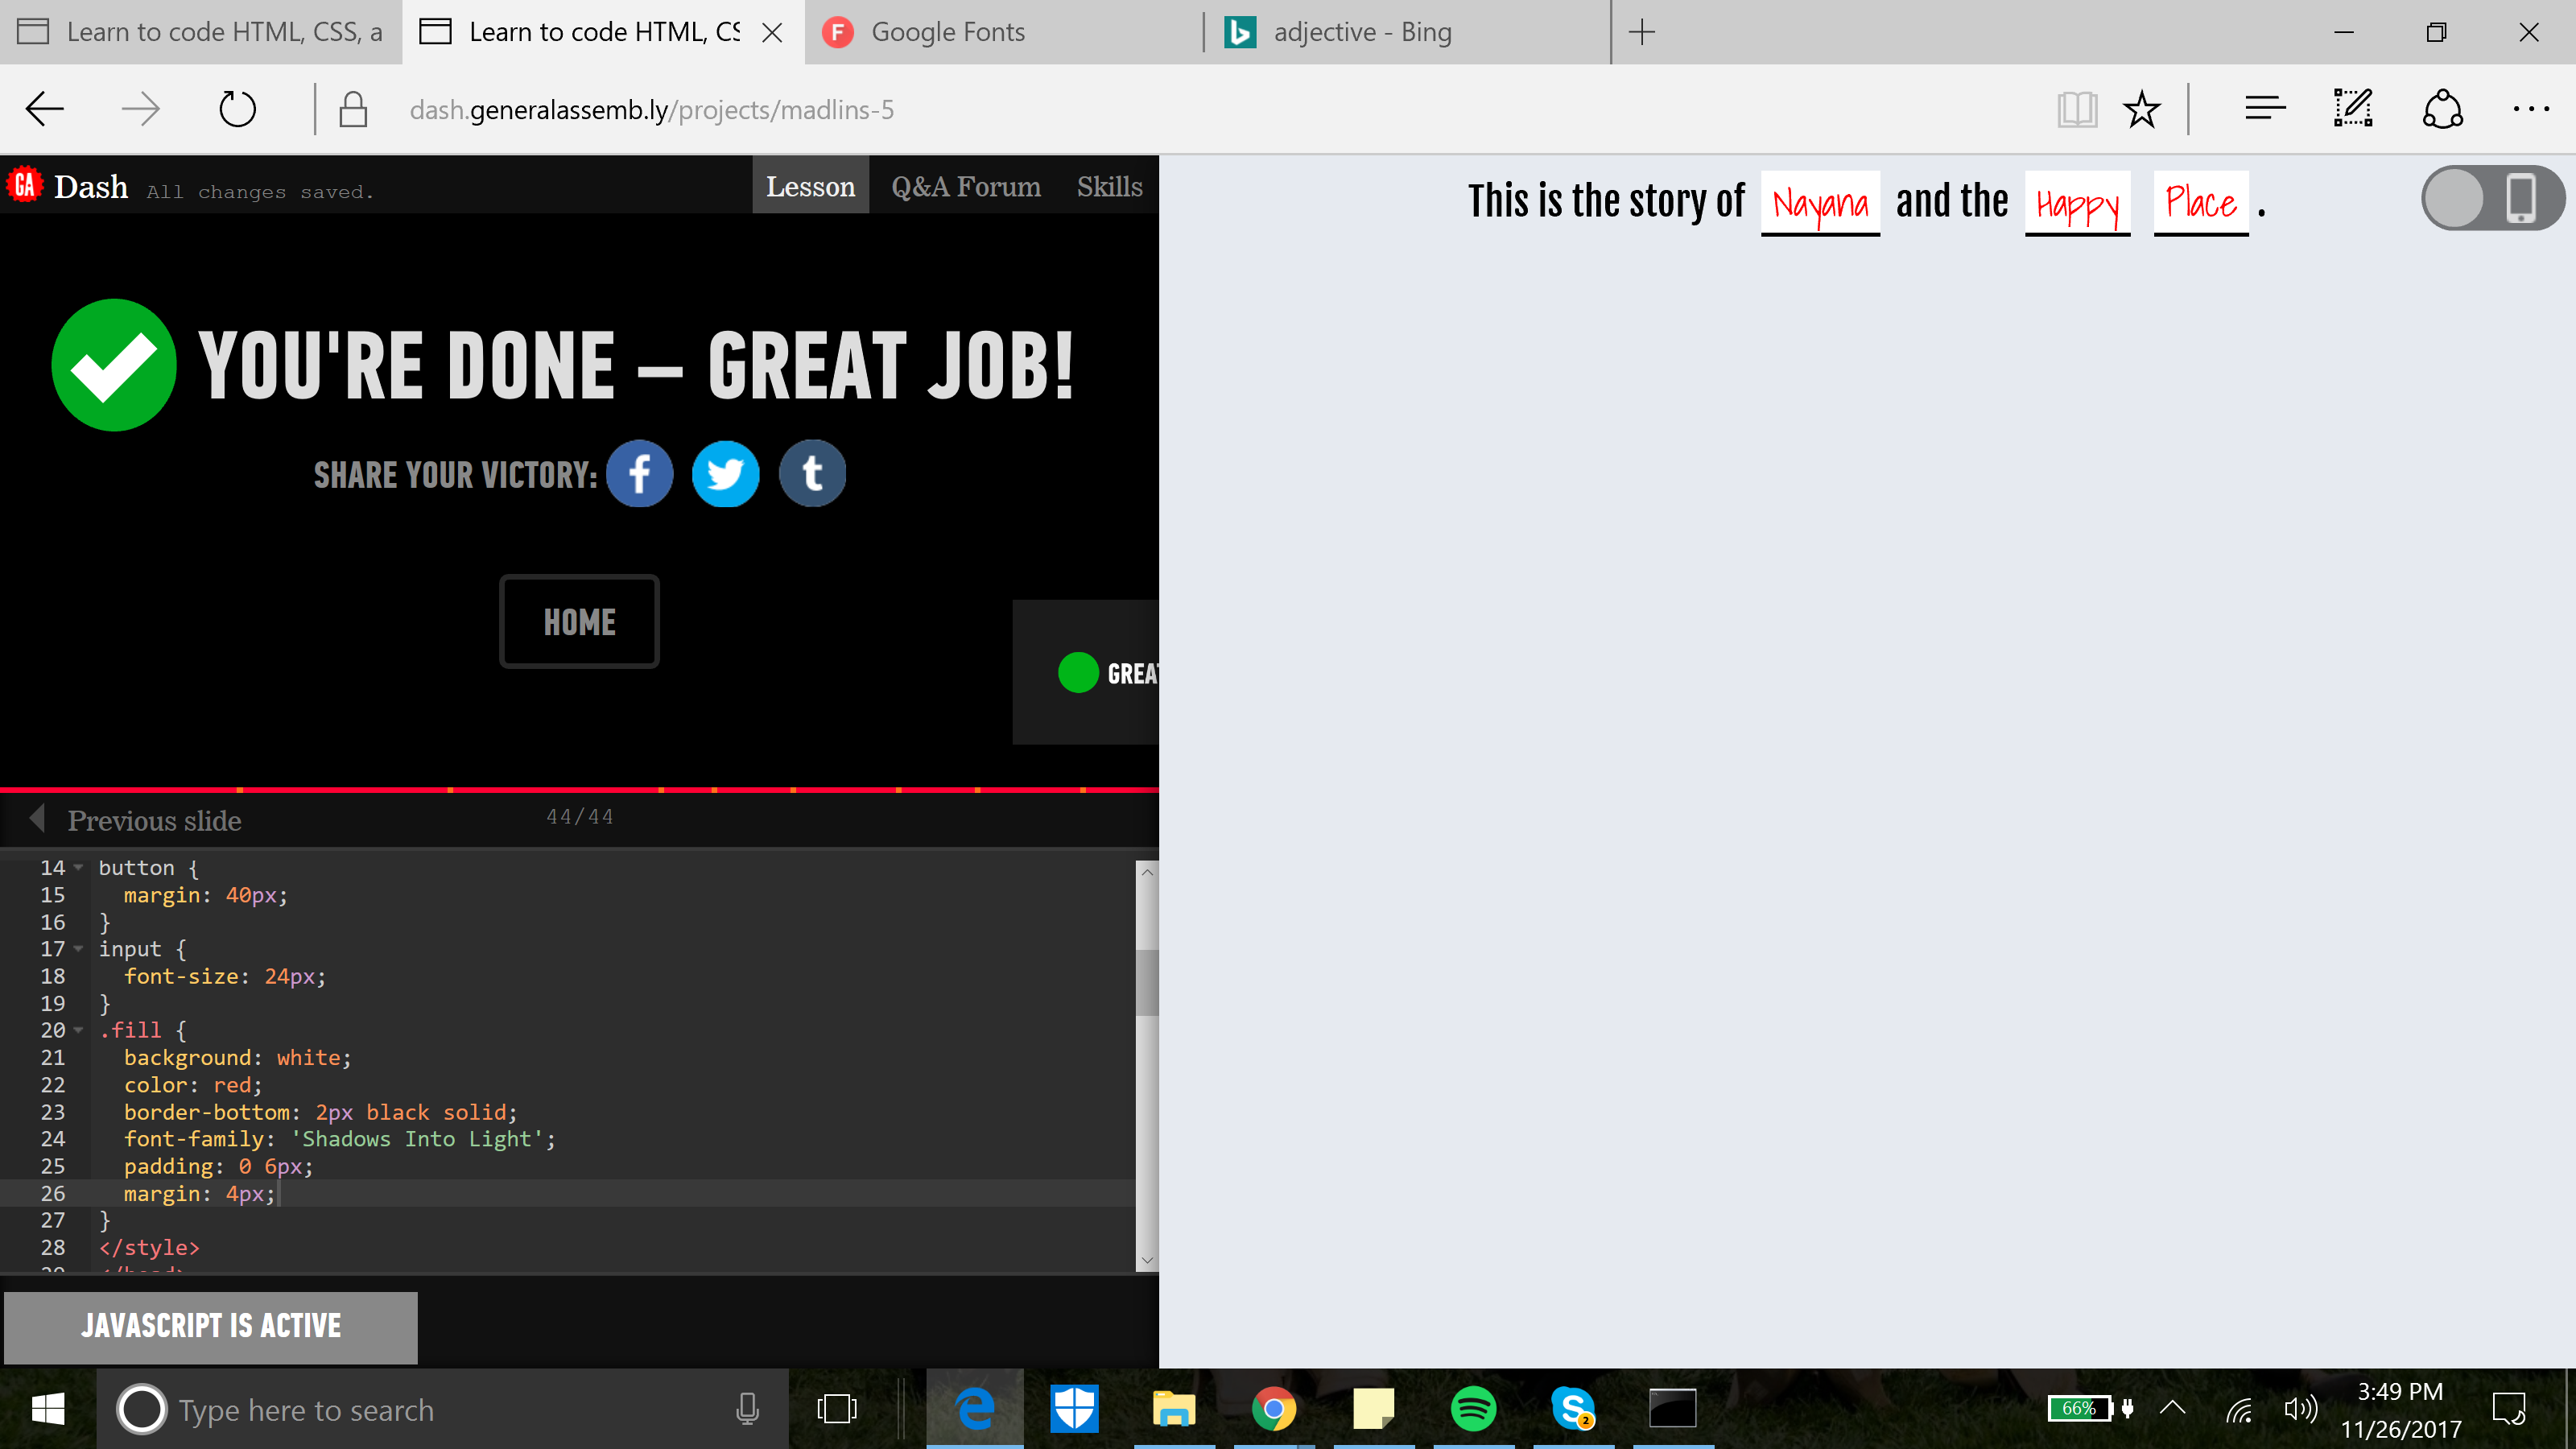 Learn to code HTML, CSS, a
Learn to code HTML, CS
F Google Fonts
adjective - Bing
dash.generalassemb.ly/projects/madlins-5
GA Dash All changes saved.
Lesson Q&A Forum Skills
This is the story of Nayana and the Happy Place .
YOU'RE DONE – GREAT JOB!
SHARE YOUR VICTORY: f t
HOME
GREAT
Previous slide 44/44
14 button {
15 margin: 40px;
16 }
17 input {
18 font-size: 24px;
19 }
20 .fill {
21 background: white;
22 color: red;
23 border-bottom: 2px black solid;
24 font-family: 'Shadows Into Light';
25 padding: 0 6px;
26 margin: 4px;
27 }
28 </style>
JAVASCRIPT IS ACTIVE
Type here to search
S 2
66%
3:49 PM
11/26/2017